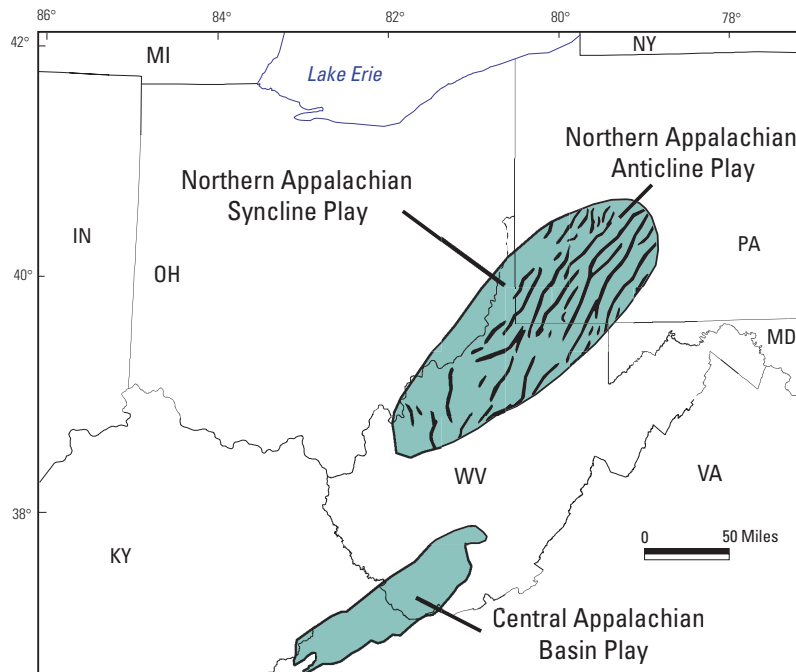 86°
84°
82°
80°
78°
42°
MI
NY
Lake Erie
Northern Appalachian
Anticline Play
Northern Appalachian
Syncline Play
IN
PA
OH
40°
MD
WV
VA
38°
0
50 Miles
KY
Central Appalachian
Basin Play